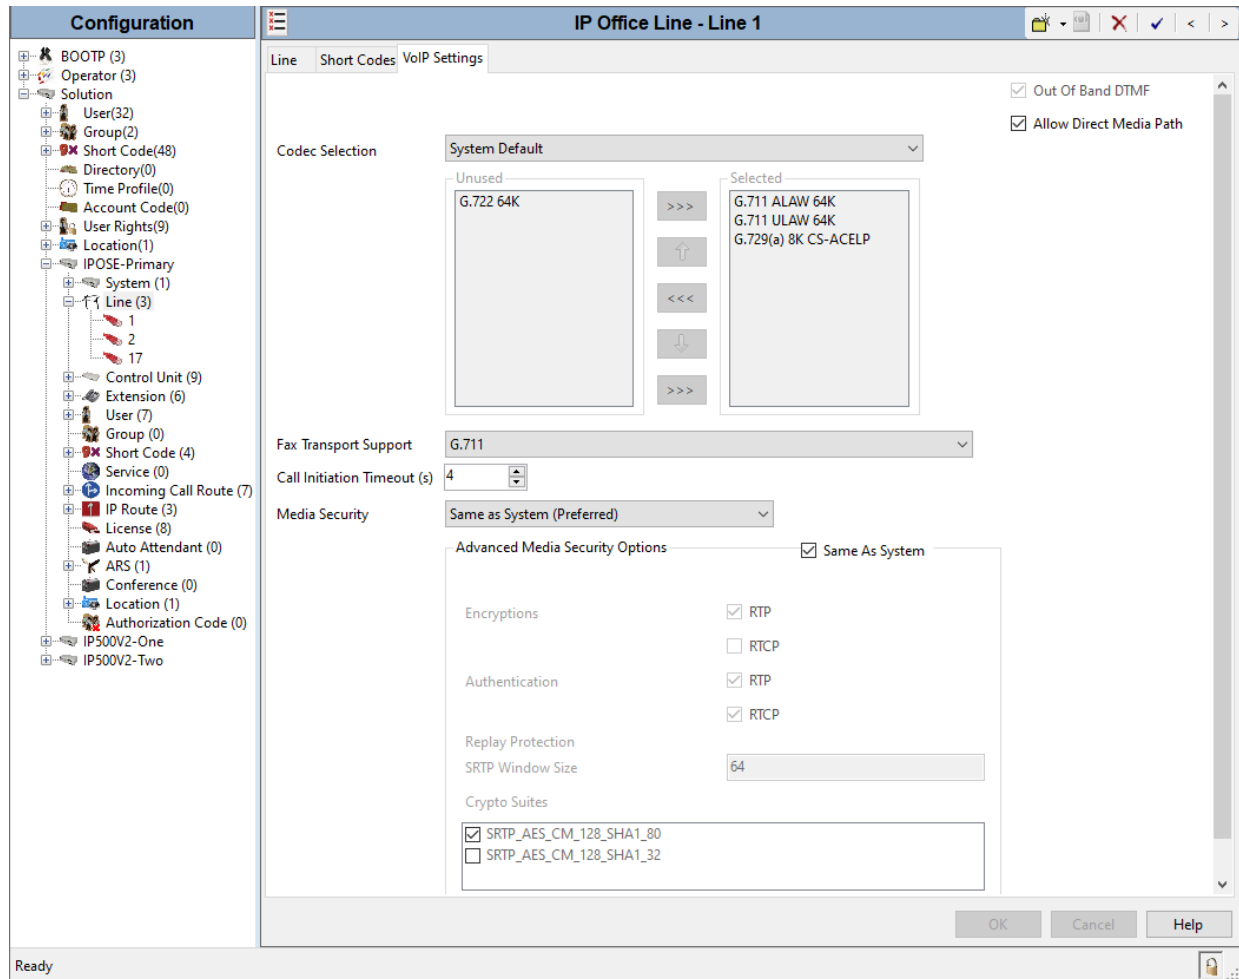 Configuration
BOOTP (3)
Operator (3)
Solution
User(32)
Group(2)
Short Code(48)
Directory(0)
Time Profile(0)
Account Code(0)
User Rights(9)
Location(1)
IPOSE-Primary
System (1)
Line (3)
1
2
17
Control Unit (9)
Extension (6)
User (7)
Group (0)
Short Code (4)
Service (0)
Incoming Call Route (7)
IP Route (3)
License (8)
Auto Attendant (0)
ARS (1)
Conference (0)
Location (1)
Authorization Code (0)
IP500V2-One
IP500V2-Two
IP Office Line - Line 1
< >
Line Short Codes VoIP Settings
Out Of Band DTMF
Allow Direct Media Path
Codec Selection System Default
Unused
G.722 64K
>>>
<<<
>>>
Selected
G.711 ALAW 64K
G.711 ULAW 64K
G.729(a) 8K CS-ACELP
Fax Transport Support G.711
Call Initiation Timeout (s) 4
Media Security Same as System (Preferred)
Advanced Media Security Options Same As System
Encryptions RTP
RTCP
Authentication RTP
RTCP
Replay Protection
SRTP Window Size 64
Crypto Suites
SRTP_AES_CM_128_SHA1_80
SRTP_AES_CM_128_SHA1_32
OK Cancel Help
Ready